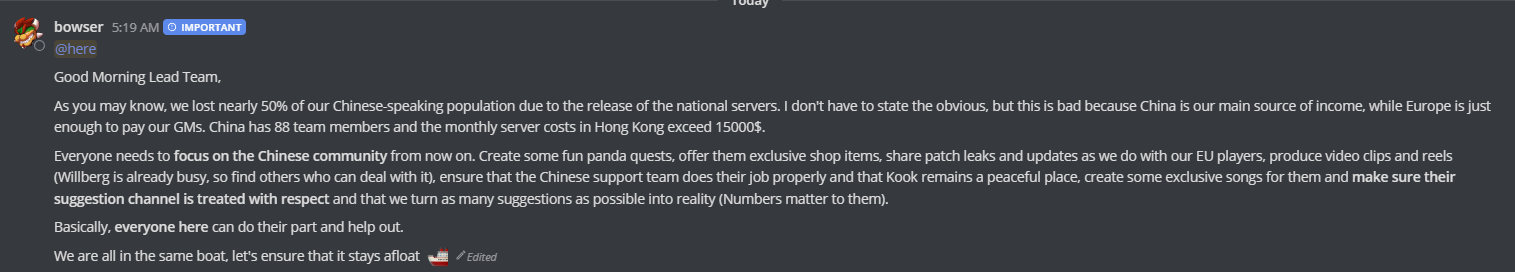 Today
bowser 5:19 AM IMPORTANT
@here
Good Morning Lead Team,
As you may know, we lost nearly 50% of our Chinese-speaking population due to the release of the national servers. I don't have to state the obvious, but this is bad because China is our main source of income, while Europe is just
enough to pay our GMs. China has 88 team members and the monthly server costs in Hong Kong exceed 15000$.
Everyone needs to focus on the Chinese community from now on. Create some fun panda quests, offer them exclusive shop items, share patch leaks and updates as we do with our EU players, produce video clips and reels
(Willberg is already busy, so find others who can deal with it), ensure that the Chinese support team does their job properly and that Kook remains a peaceful place, create some exclusive songs for them and make sure their
suggestion channel is treated with respect and that we turn as many suggestions as possible into reality (Numbers matter to them).
Basically, everyone here can do their part and help out.
We are all in the same boat, let's ensure that it stays afloat Edited